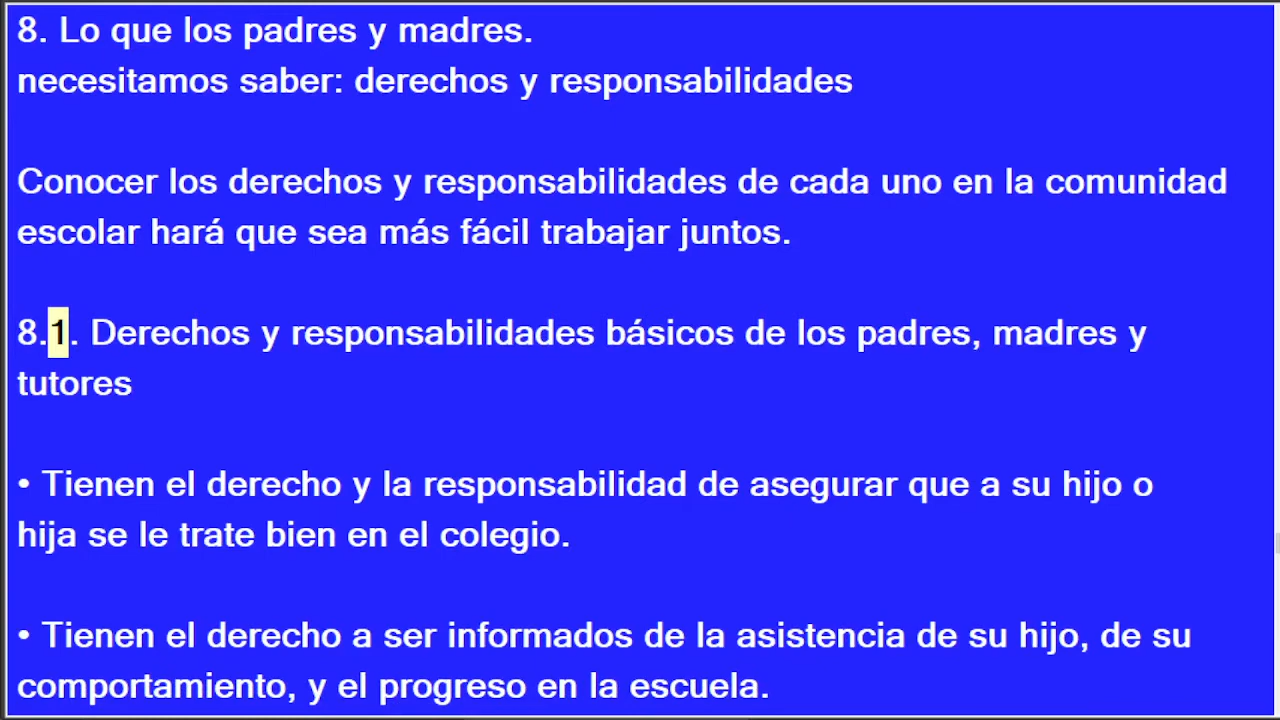 8. Lo que los padres y madres.
necesitamos saber: derechos y responsabilidades
Conocer los derechos y responsabilidades de cada uno en la comunidad
escolar hará que sea más fácil trabajar juntos.
8.1. Derechos y responsabilidades básicos de los padres, madres y
tutores
• Tienen el derecho y la responsabilidad de asegurar que a su hijo o
hija se le trate bien en el colegio.
• Tienen el derecho a ser informados de la asistencia de su hijo, de su
comportamiento, y el progreso en la escuela.